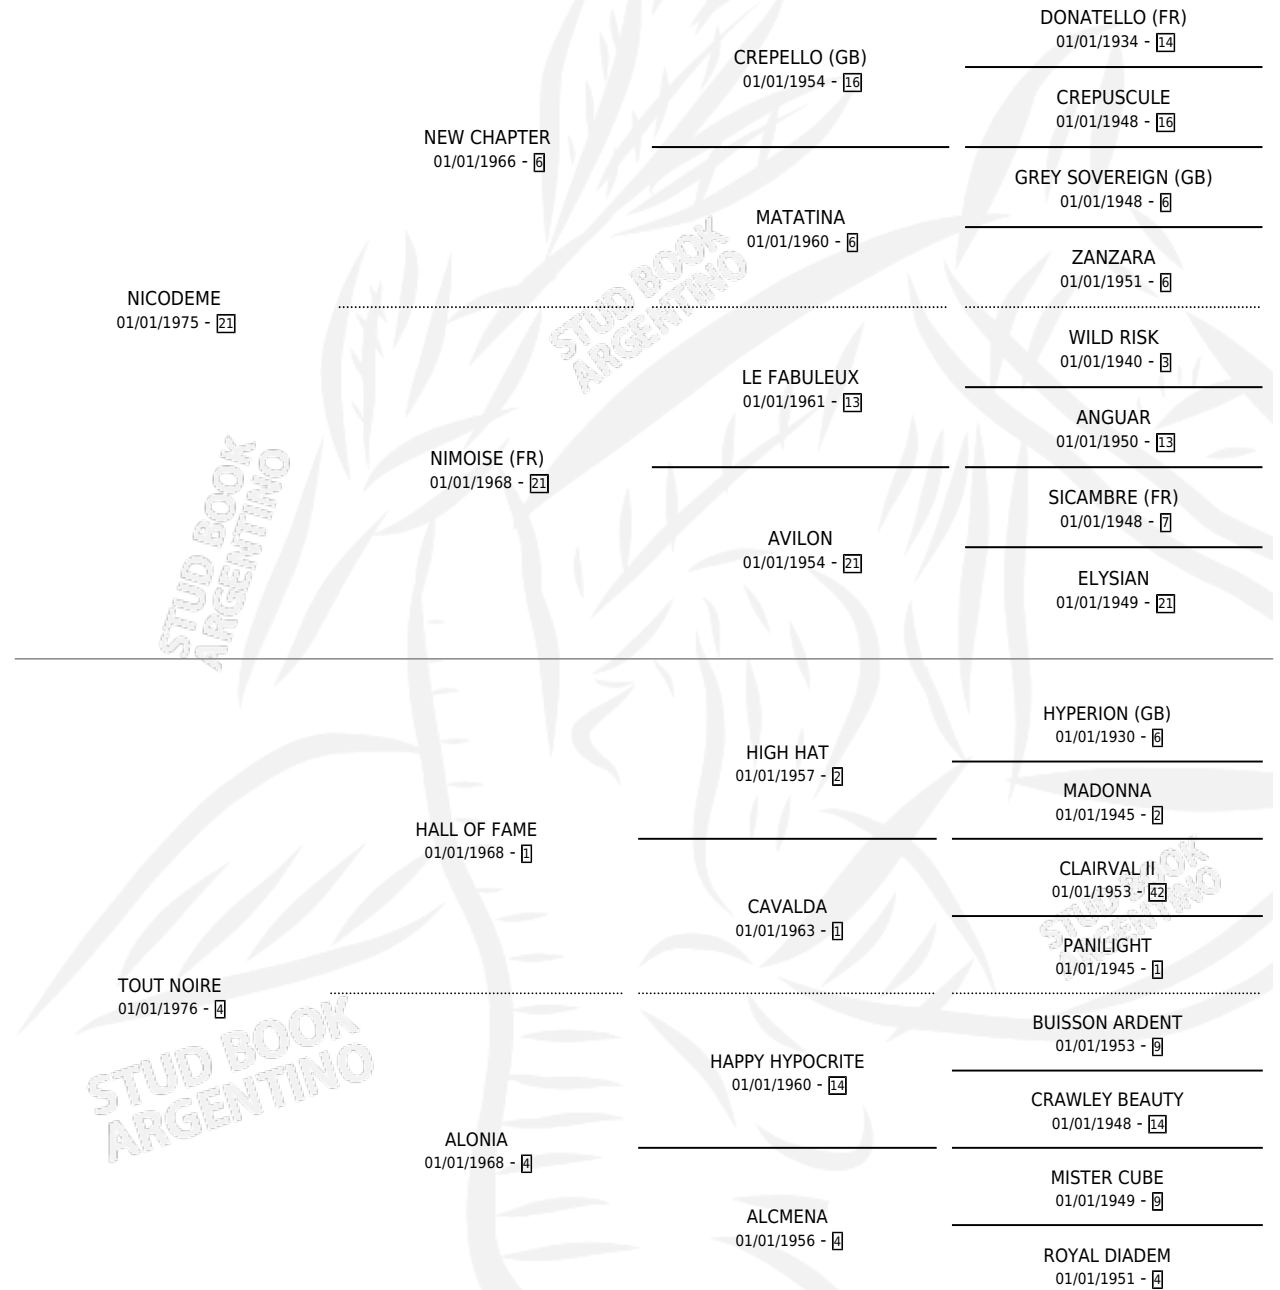 DONATELLO (FR)
01/01/1934 - 14
CREPELLO (GB)
01/01/1954 - 16
CREPUSCULE
01/01/1948 - 16
NEW CHAPTER
01/01/1966 - 6
GREY SOVEREIGN (GB)
01/01/1948 - 6
MATATINA
01/01/1960 - 6
ZANZARA
01/01/1951 - 6
NICODEME
01/01/1975 - 21
WILD RISK
01/01/1940 - 3
LE FABULEUX
01/01/1961 - 13
ANGUAR
01/01/1950 - 13
NIMOISE (FR)
01/01/1968 - 21
SICAMBRE (FR)
01/01/1948 - 7
AVILON
01/01/1954 - 21
ELYSIAN
01/01/1949 - 21
STUD BOOK
ARGENTINO
STUD BOOK
ARGENTINO
HYPERION (GB)
01/01/1930 - 6
HIGH HAT
01/01/1957 - 2
MADONNA
01/01/1945 - 2
HALL OF FAME
01/01/1968 - 1
CLAIRVAL II
01/01/1953 - 42
CAVALDA
01/01/1963 - 1
PANILIGHT
01/01/1945 - 1
TOUT NOIRE
01/01/1976 - 4
BUISSON ARDENT
01/01/1953 - 9
HAPPY HYPOCRITE
01/01/1960 - 14
CRAWLEY BEAUTY
01/01/1948 - 14
ALONIA
01/01/1968 - 4
MISTER CUBE
01/01/1949 - 9
ALCMENA
01/01/1956 - 4
ROYAL DIADEM
01/01/1951 - 4
STUD BOOK
ARGENTINO
STUD BOOK
ARGENTINO